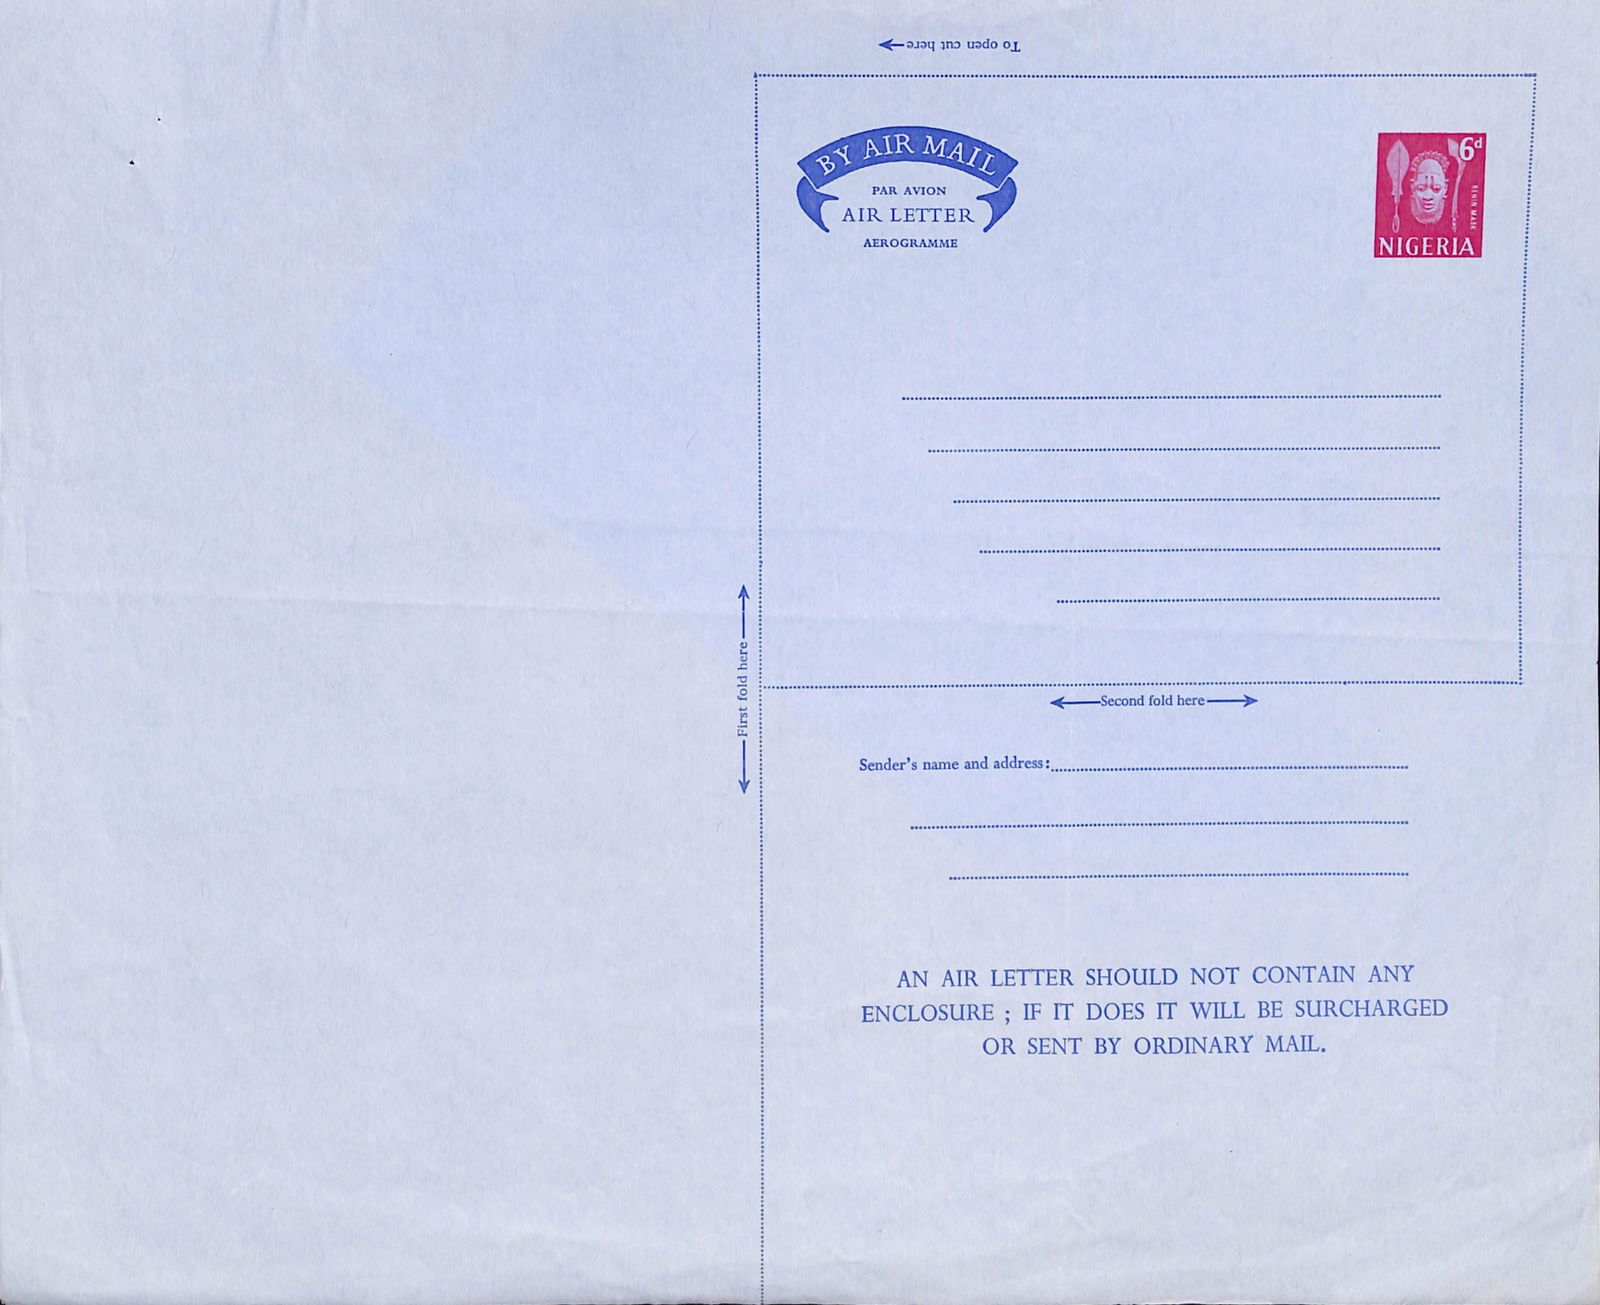 To open cut here
BY AIR MAIL
PAR AVION
AIR LETTER
AEROGRAMME
6d
BENIN MASK
NIGERIA
First fold here
Second fold here
Sender's name and address:
AN AIR LETTER SHOULD NOT CONTAIN ANY
ENCLOSURE ; IF IT DOES IT WILL BE SURCHARGED
OR SENT BY ORDINARY MAIL.